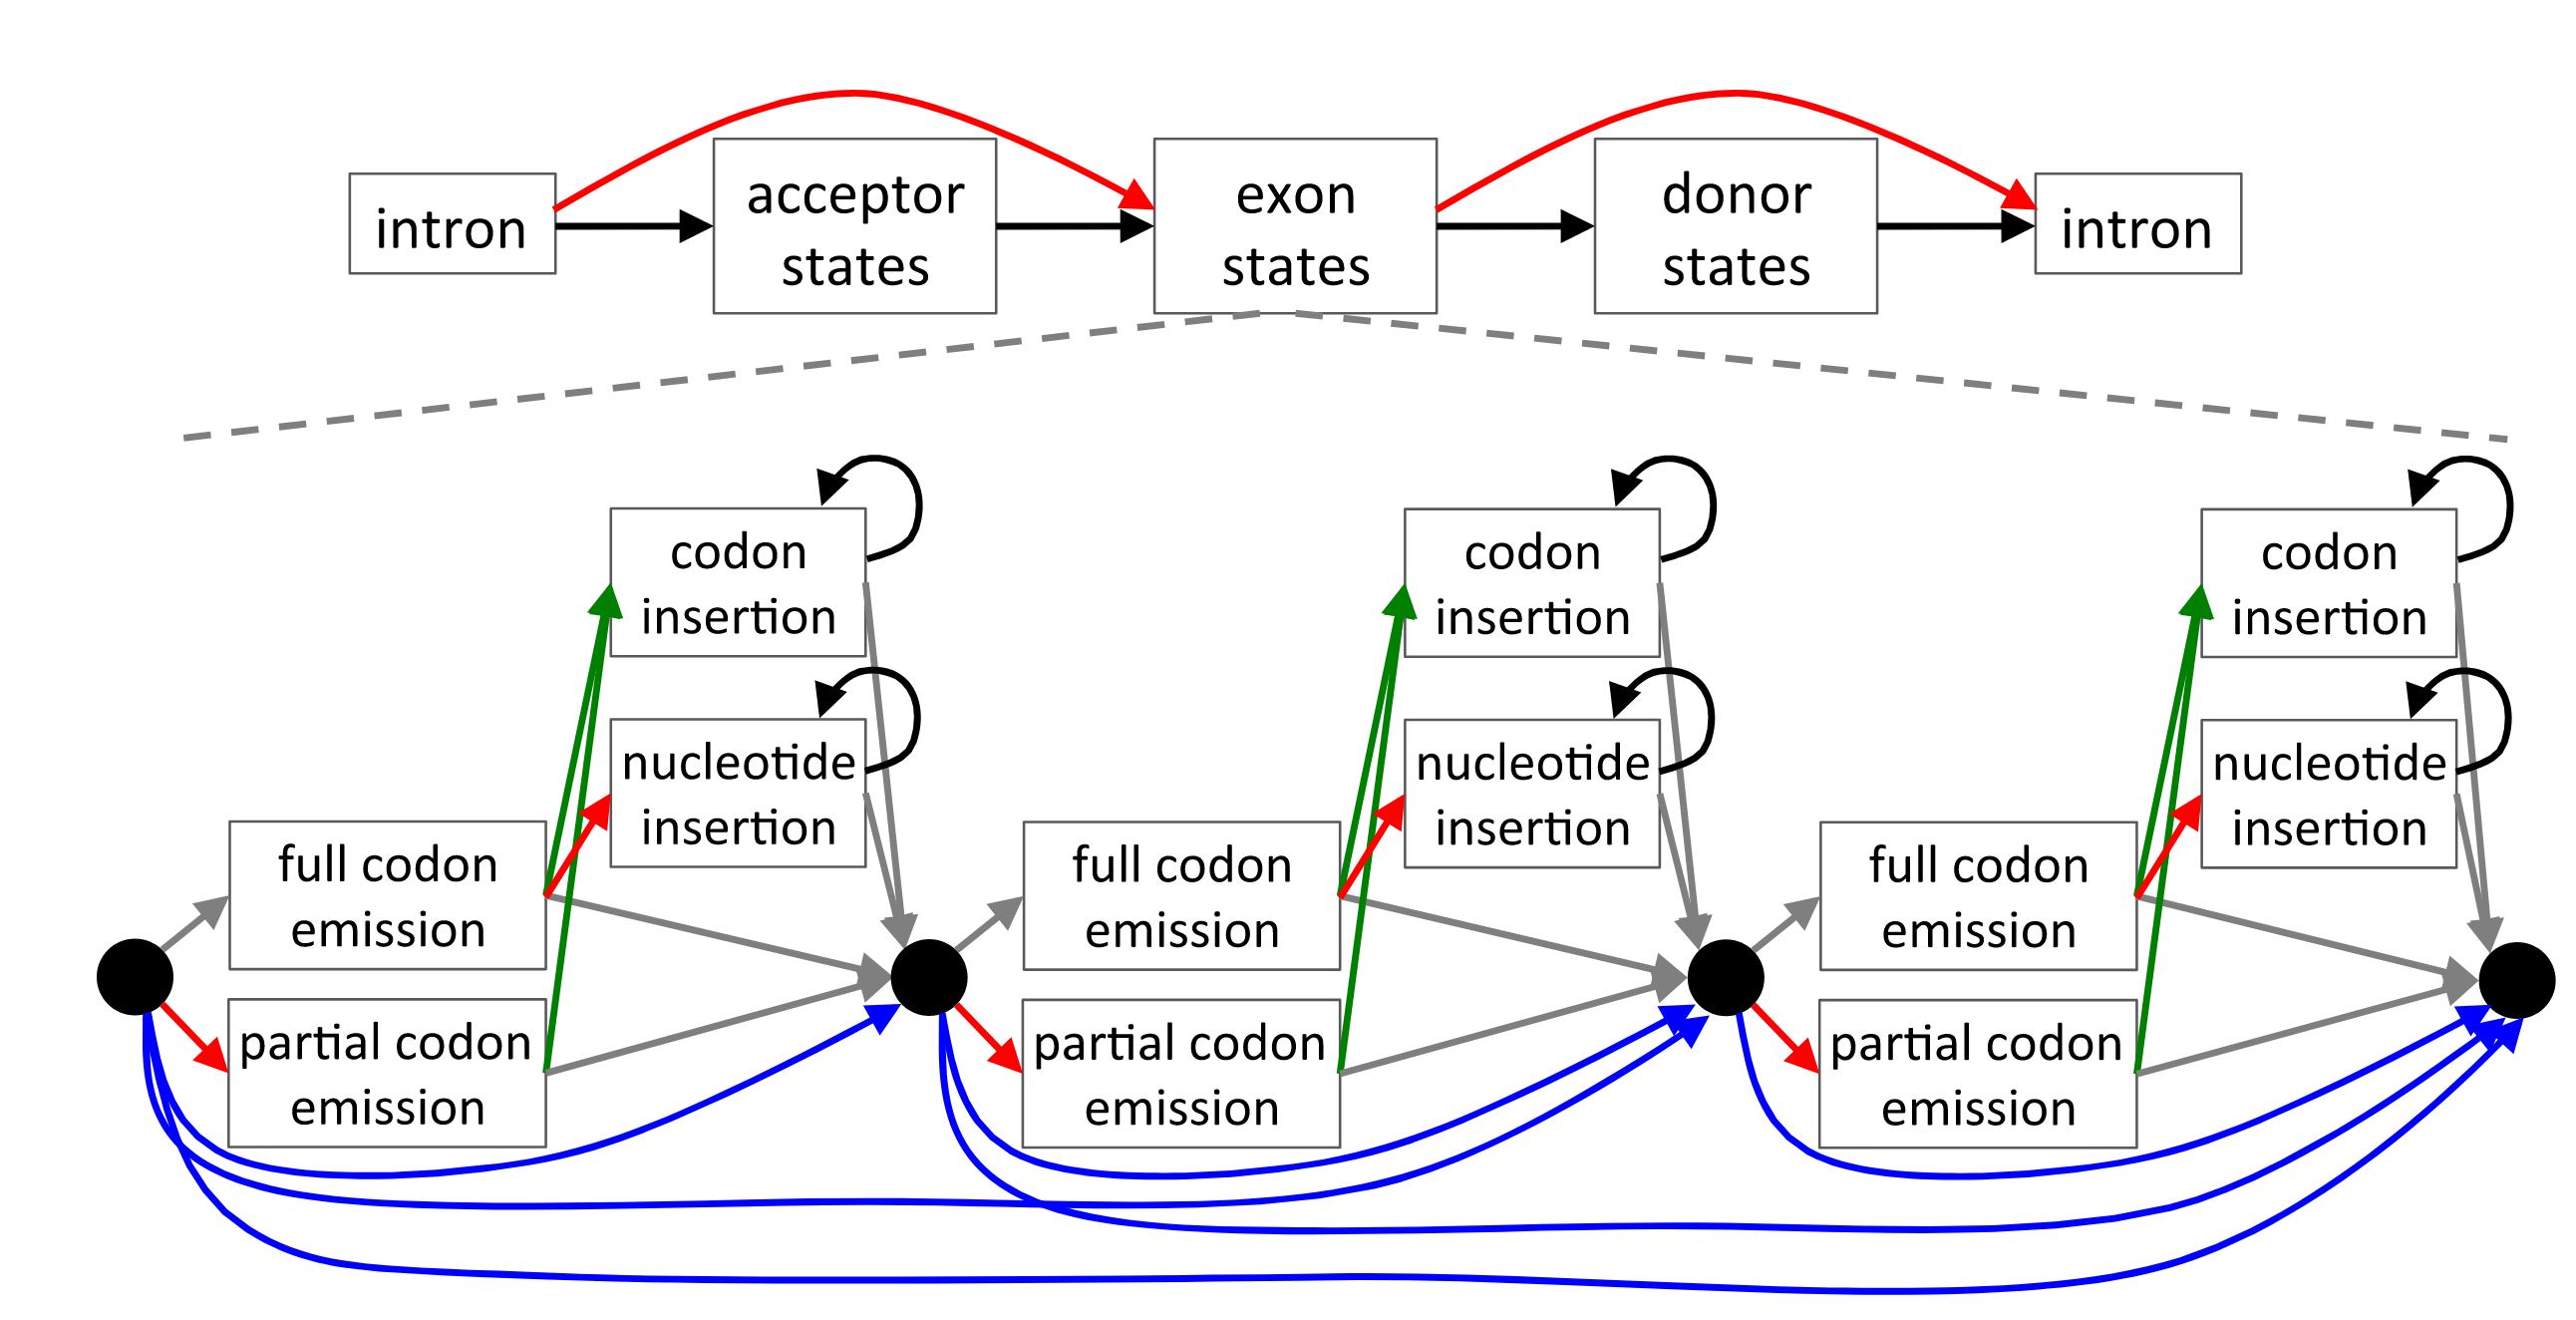 intron
acceptor
states
exon
states
donor
states
intron
codon
insertion
codon
insertion
codon
insertion
nucleotide
insertion
nucleotide
insertion
nucleotide
insertion
full codon
emission
full codon
emission
full codon
emission
partial codon
emission
partial codon
emission
partial codon
emission